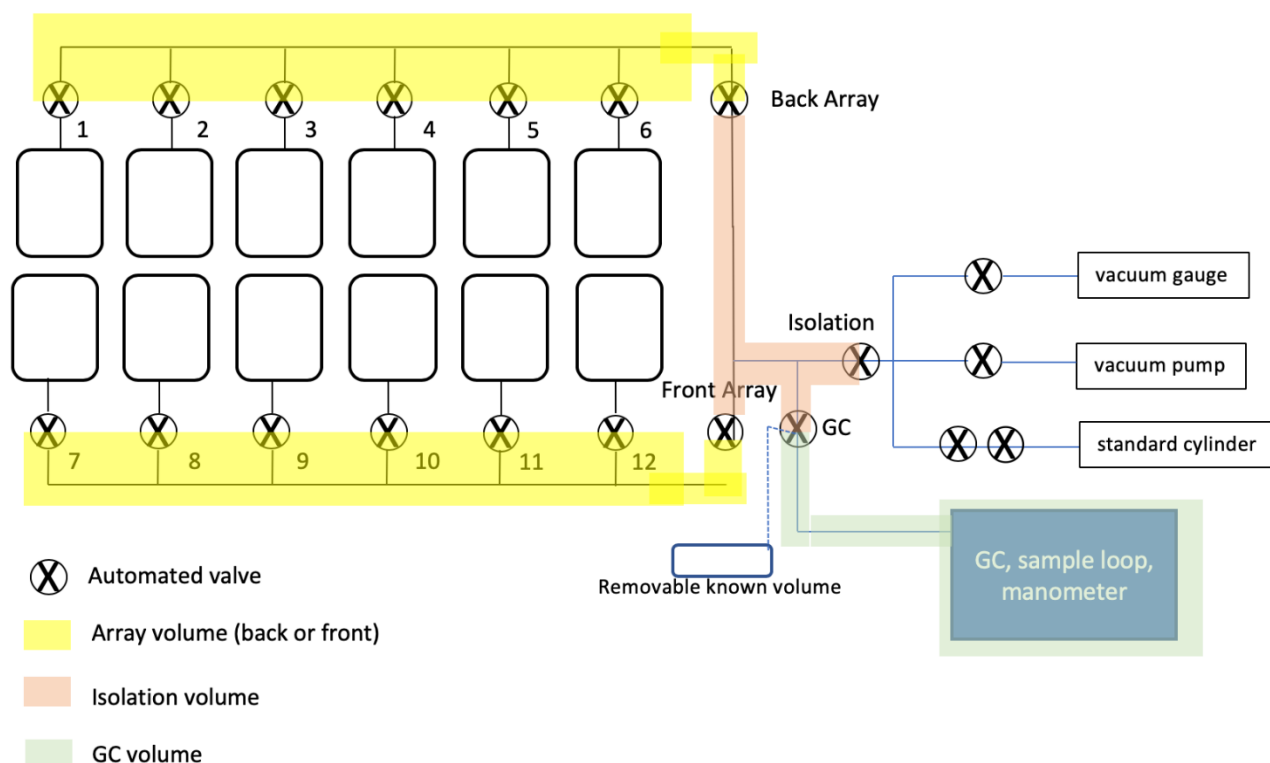 Back Array
1 2 3 4 5 6
vacuum gauge
Isolation
vacuum pump
Front Array
GC
standard cylinder
7 8 9 10 11 12
GC, sample loop,
manometer
Removable known volume
Automated valve
Array volume (back or front)
Isolation volume
GC volume